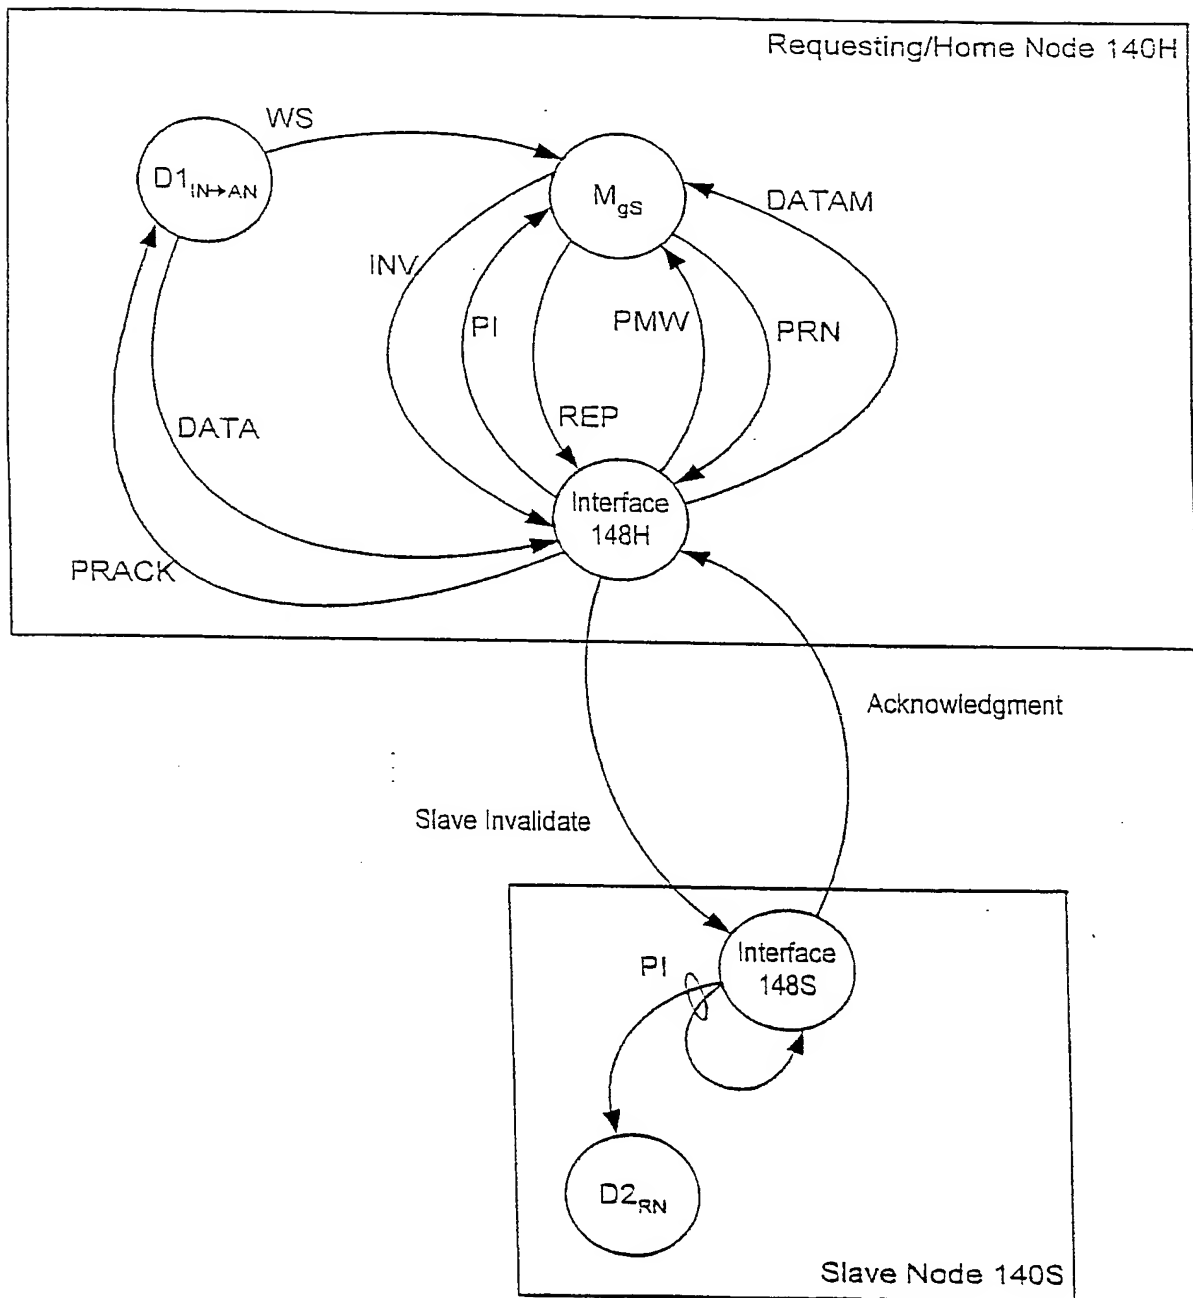 Requesting/Home Node 140H
WS
D1IN→AN
Mgs
DATAM
INV
PI
PMW
PRN
REP
DATA
Interface
148H
PRACK
Acknowledgment
Slave Invalidate
PI
Interface
148S
D2RN
Slave Node 140S